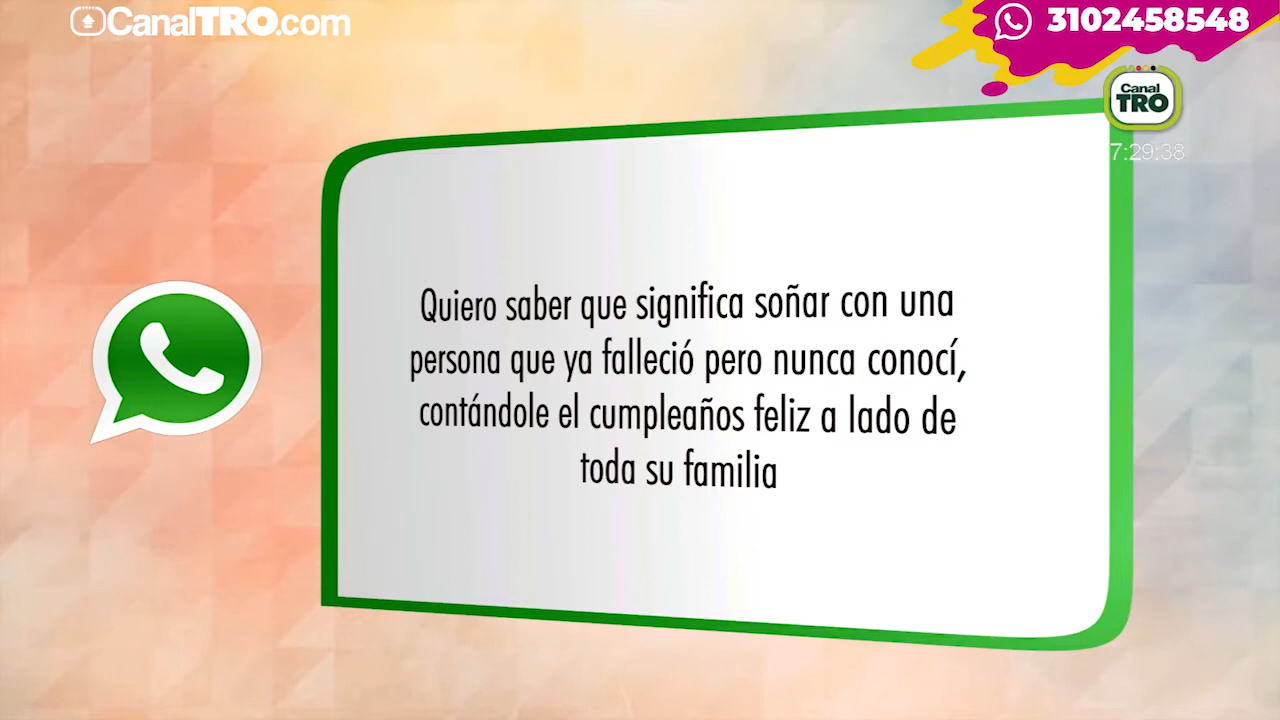 CanalTRO.com
3102458548
Canal
TRO
7:29:38
Quiero saber que significa soñar con una
persona que ya falleció pero nunca conocí,
contándole el cumpleaños feliz a lado de
toda su familia